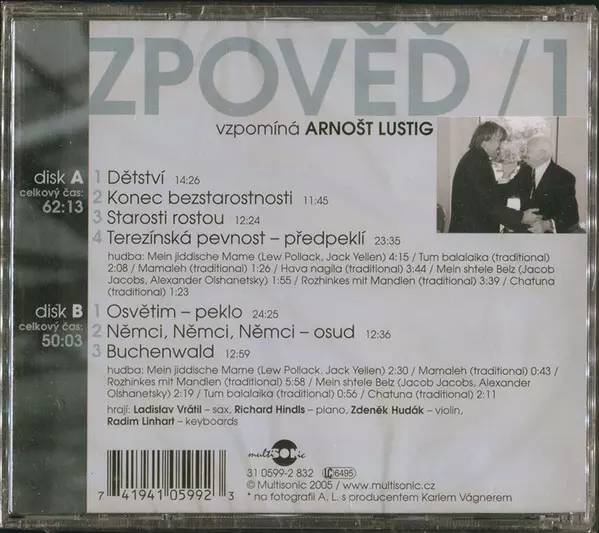 ZPOVĚĎ /1
vzpomíná ARNOŠT LUSTIG
disk A
celkový čas:
62:13
1 Dětství 14:26
2 Konec bezstarostnosti 11:45
3 Starosti rostou 12:24
4 Terezínská pevnost – předpeklí 23:35
hudba: Mein jiddische Mame (Lew Pollack, Jack Yellen) 4:15 / Tum balalaika (traditional)
2:08 / Mamaleh (traditional) 1:26 / Hava nagila (traditional) 3:44 / Mein shtele Belz (Jacob
Jacobs, Alexander Olshanetsky) 1:55 / Rozhinkes mit Mandlen (traditional) 3:39 / Chatuna
(traditional) 1:23
disk B
celkový čas:
50:03
1 Osvětim – peklo 24:25
2 Němci, Němci, Němci – osud 12:36
3 Buchenwald 12:59
hudba: Mein jiddische Mame (Lew Pollack, Jack Yellen) 2:30 / Mamaleh (traditional) 0:43 /
Rozhinkes mit Mandlen (traditional) 5:58 / Mein shtele Belz (Jacob Jacobs, Alexander
Olshanetsky) 2:19 / Tum balalaika (traditional) 0:56 / Chatuna (traditional) 2:11
hrají: Ladislav Vrátil – sax, Richard Hindls – piano, Zdeněk Hudák – violin,
Radim Linhart – keyboards
multiSONic
31 0599-2 832 LC 6495
© Multisonic 2005 / www.multisonic.cz
* na fotografii A. L. s producentem Karlem Vágnerem
7 41941 05992 3